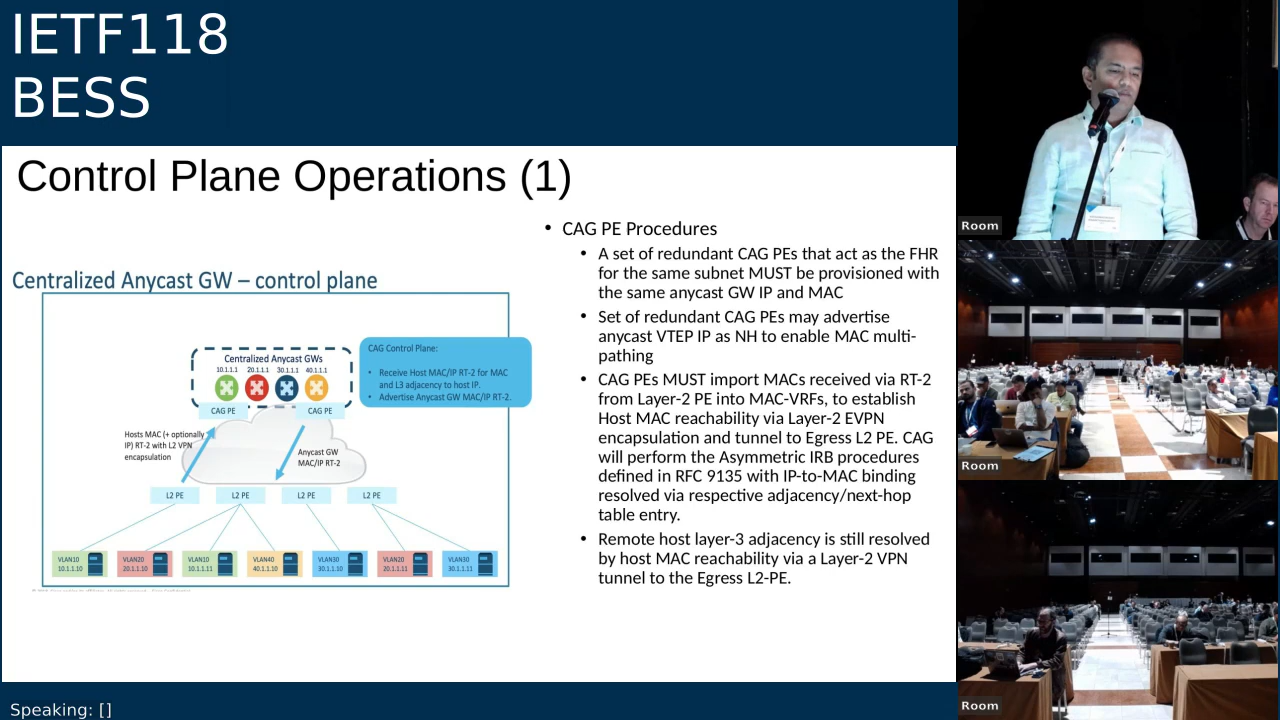 IETF118
BESS
Control Plane Operations (1)
Centralized Anycast GW – control plane
Centralized Anycast GWs
10.1.1.1 20.1.1.1 30.1.1.1 40.1.1.1
CAG PE CAG PE
CAG Control Plane:
• Receive Host MAC/IP RT-2 for MAC
and L3 adjacency to host IP.
• Advertise Anycast GW MAC/IP RT-2.
Hosts MAC (+ optionally
IP) RT-2 with L2 VPN
encapsulation
Anycast GW
MAC/IP RT-2
L2 PE L2 PE L2 PE L2 PE
VLAN10 VLAN20 VLAN10 VLAN40 VLAN30 VLAN20 VLAN30
10.1.1.10 20.1.1.10 10.1.1.11 40.1.1.10 30.1.1.10 20.1.1.11 30.1.1.11
• CAG PE Procedures
• A set of redundant CAG PEs that act as the FHR
for the same subnet MUST be provisioned with
the same anycast GW IP and MAC
• Set of redundant CAG PEs may advertise
anycast VTEP IP as NH to enable MAC multi-
pathing
• CAG PEs MUST import MACs received via RT-2
from Layer-2 PE into MAC-VRFs, to establish
Host MAC reachability via Layer-2 EVPN
encapsulation and tunnel to Egress L2 PE. CAG
will perform the Asymmetric IRB procedures
defined in RFC 9135 with IP-to-MAC binding
resolved via respective adjacency/next-hop
table entry.
• Remote host layer-3 adjacency is still resolved
by host MAC reachability via a Layer-2 VPN
tunnel to the Egress L2-PE.
Room
Room
Room
Speaking: []